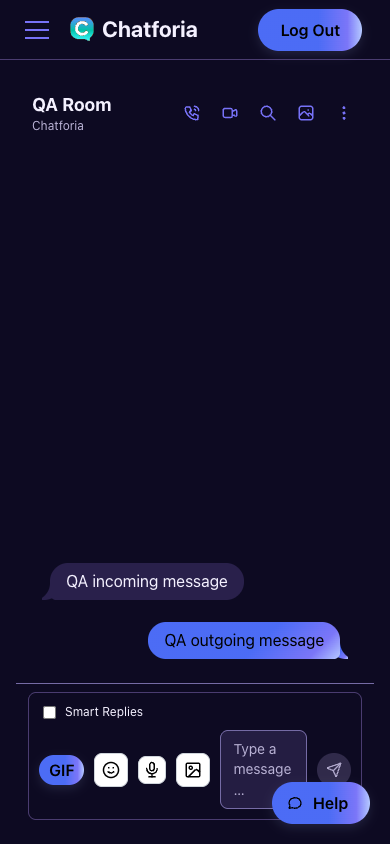 Chatforia
Log Out
QA Room
Chatforia
QA incoming message
QA outgoing message
Smart Replies
GIF
Type a
message
...
Help